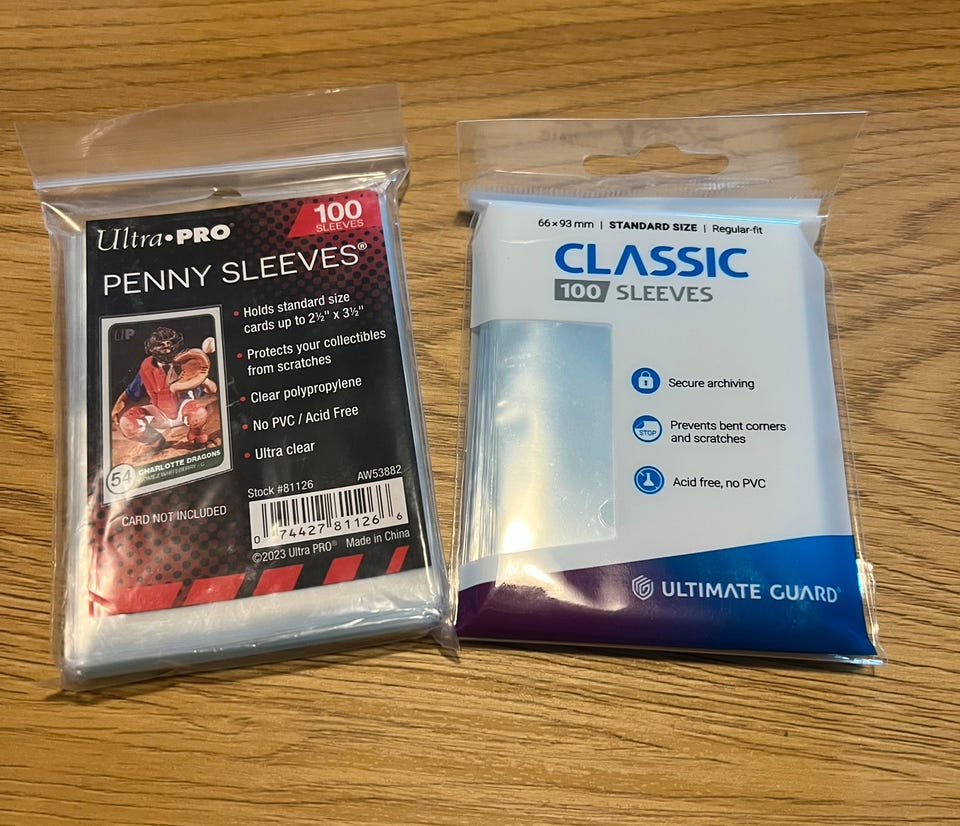 Ultra•PRO
100
SLEEVES
PENNY SLEEVES®
• Holds standard size
cards up to 2½" x 3½"
• Protects your collectibles
from scratches
• Clear polypropylene
• No PVC / Acid Free
• Ultra clear
UP
54
CHARLOTTE DRAGONS
CARD NOT INCLUDED
Stock #81126
AW53882
0 74427 81126 6
©2023 Ultra PRO® Made in China
66 x 93 mm | STANDARD SIZE | Regular-fit
CLASSIC
100 SLEEVES
Secure archiving
STOP
Prevents bent corners
and scratches
Acid free, no PVC
ULTIMATE GUARD®